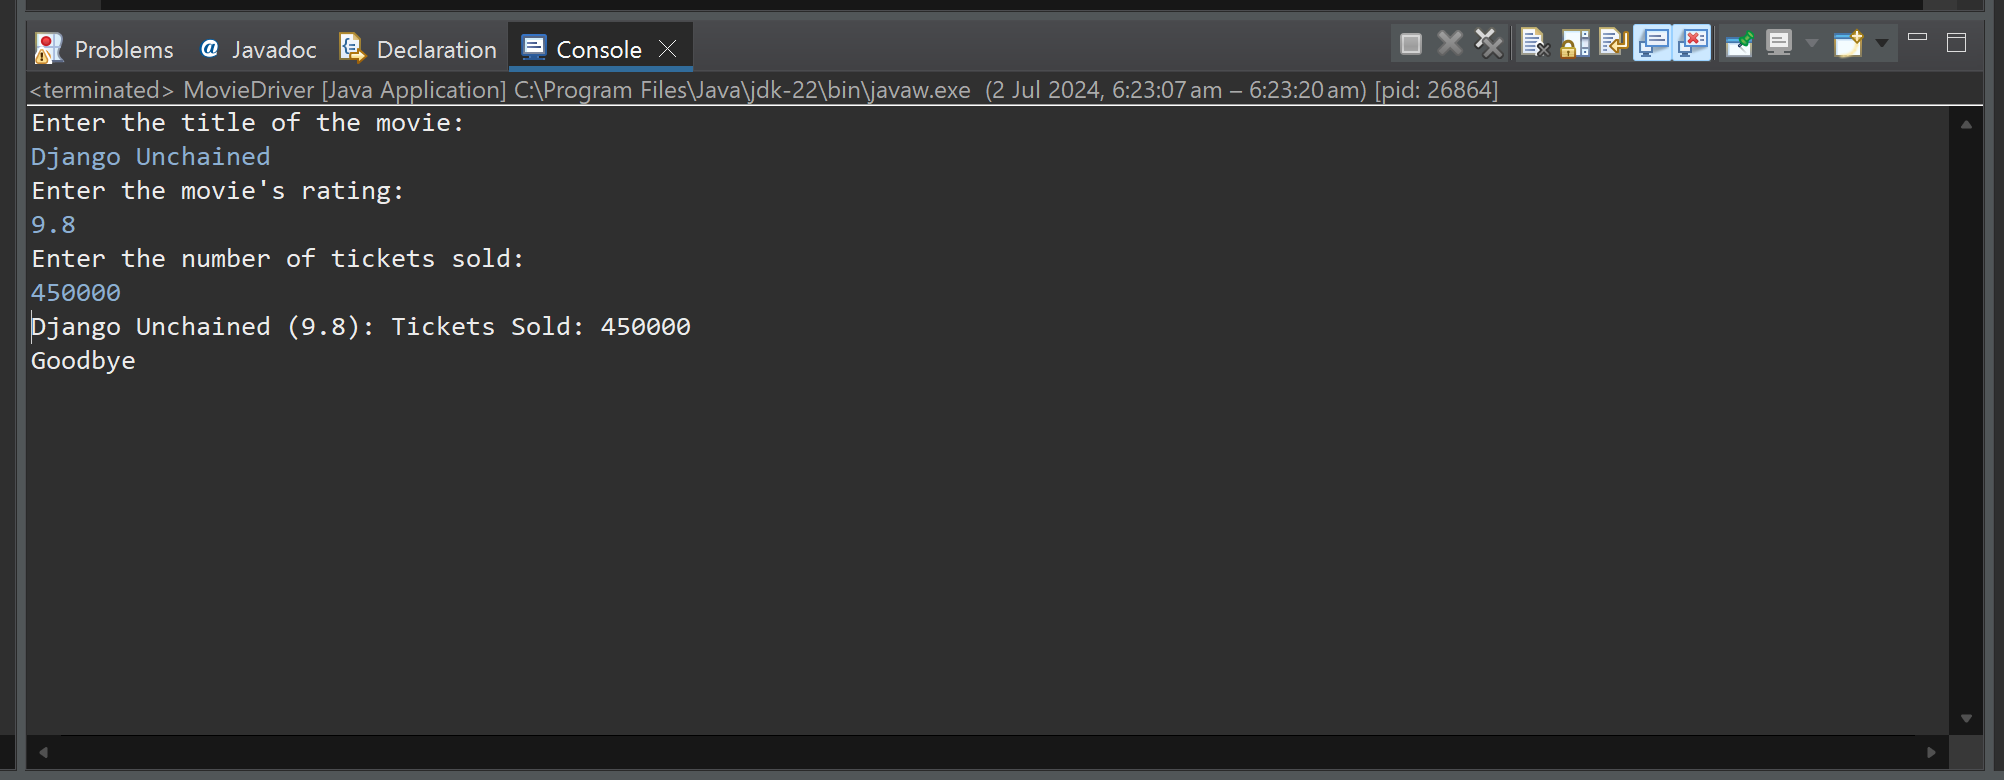 Problems Javadoc Declaration Console
<terminated> MovieDriver [Java Application] C:\Program Files\Java\jdk-22\bin\javaw.exe (2 Jul 2024, 6:23:07 am – 6:23:20 am) [pid: 26864]
Enter the title of the movie:
Django Unchained
Enter the movie's rating:
9.8
Enter the number of tickets sold:
450000
Django Unchained (9.8): Tickets Sold: 450000
Goodbye